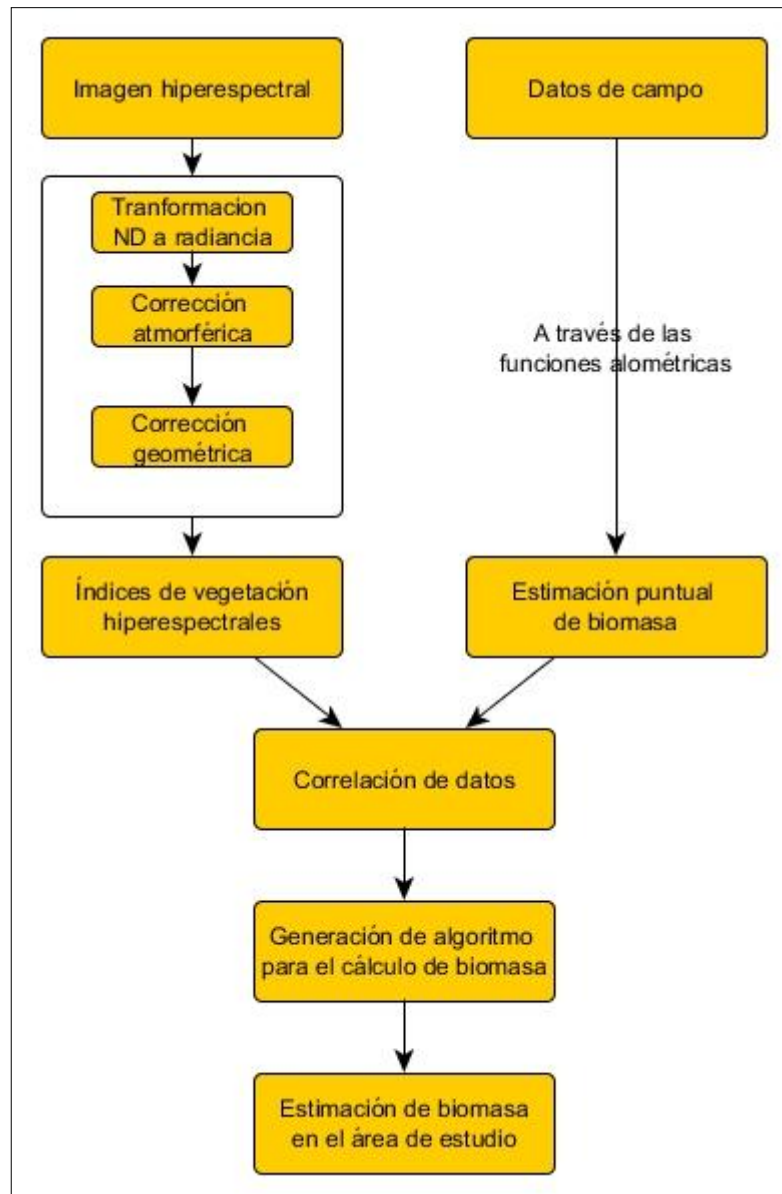 Imagen hiperespectral
Datos de campo
Tranformacion
ND a radiancia
Corrección
atmorférica
Corrección
geométrica
A través de las
funciones alométricas
Índices de vegetación
hiperespectrales
Estimación puntual
de biomasa
Correlación de datos
Generación de algoritmo
para el cálculo de biomasa
Estimación de biomasa
en el área de estudio